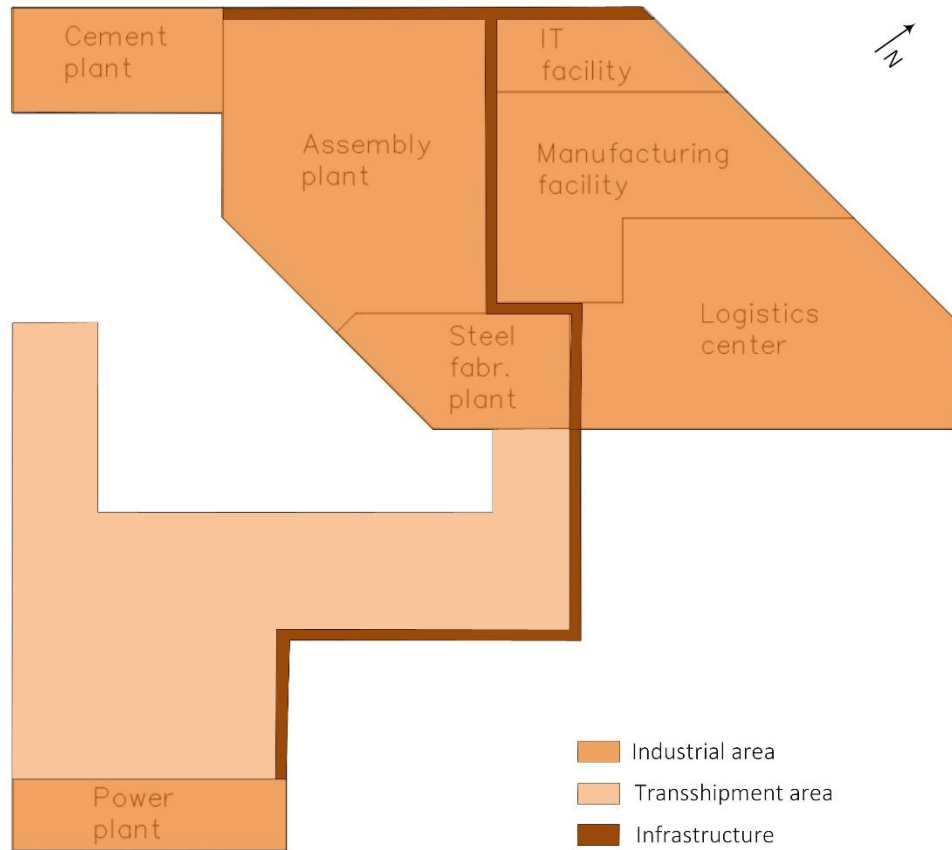 Cement
plant
IT
facility
N
Assembly
plant
Manufacturing
facility
Steel
fabr.
plant
Logistics
center
Power
plant
Industrial area
Transshipment area
Infrastructure